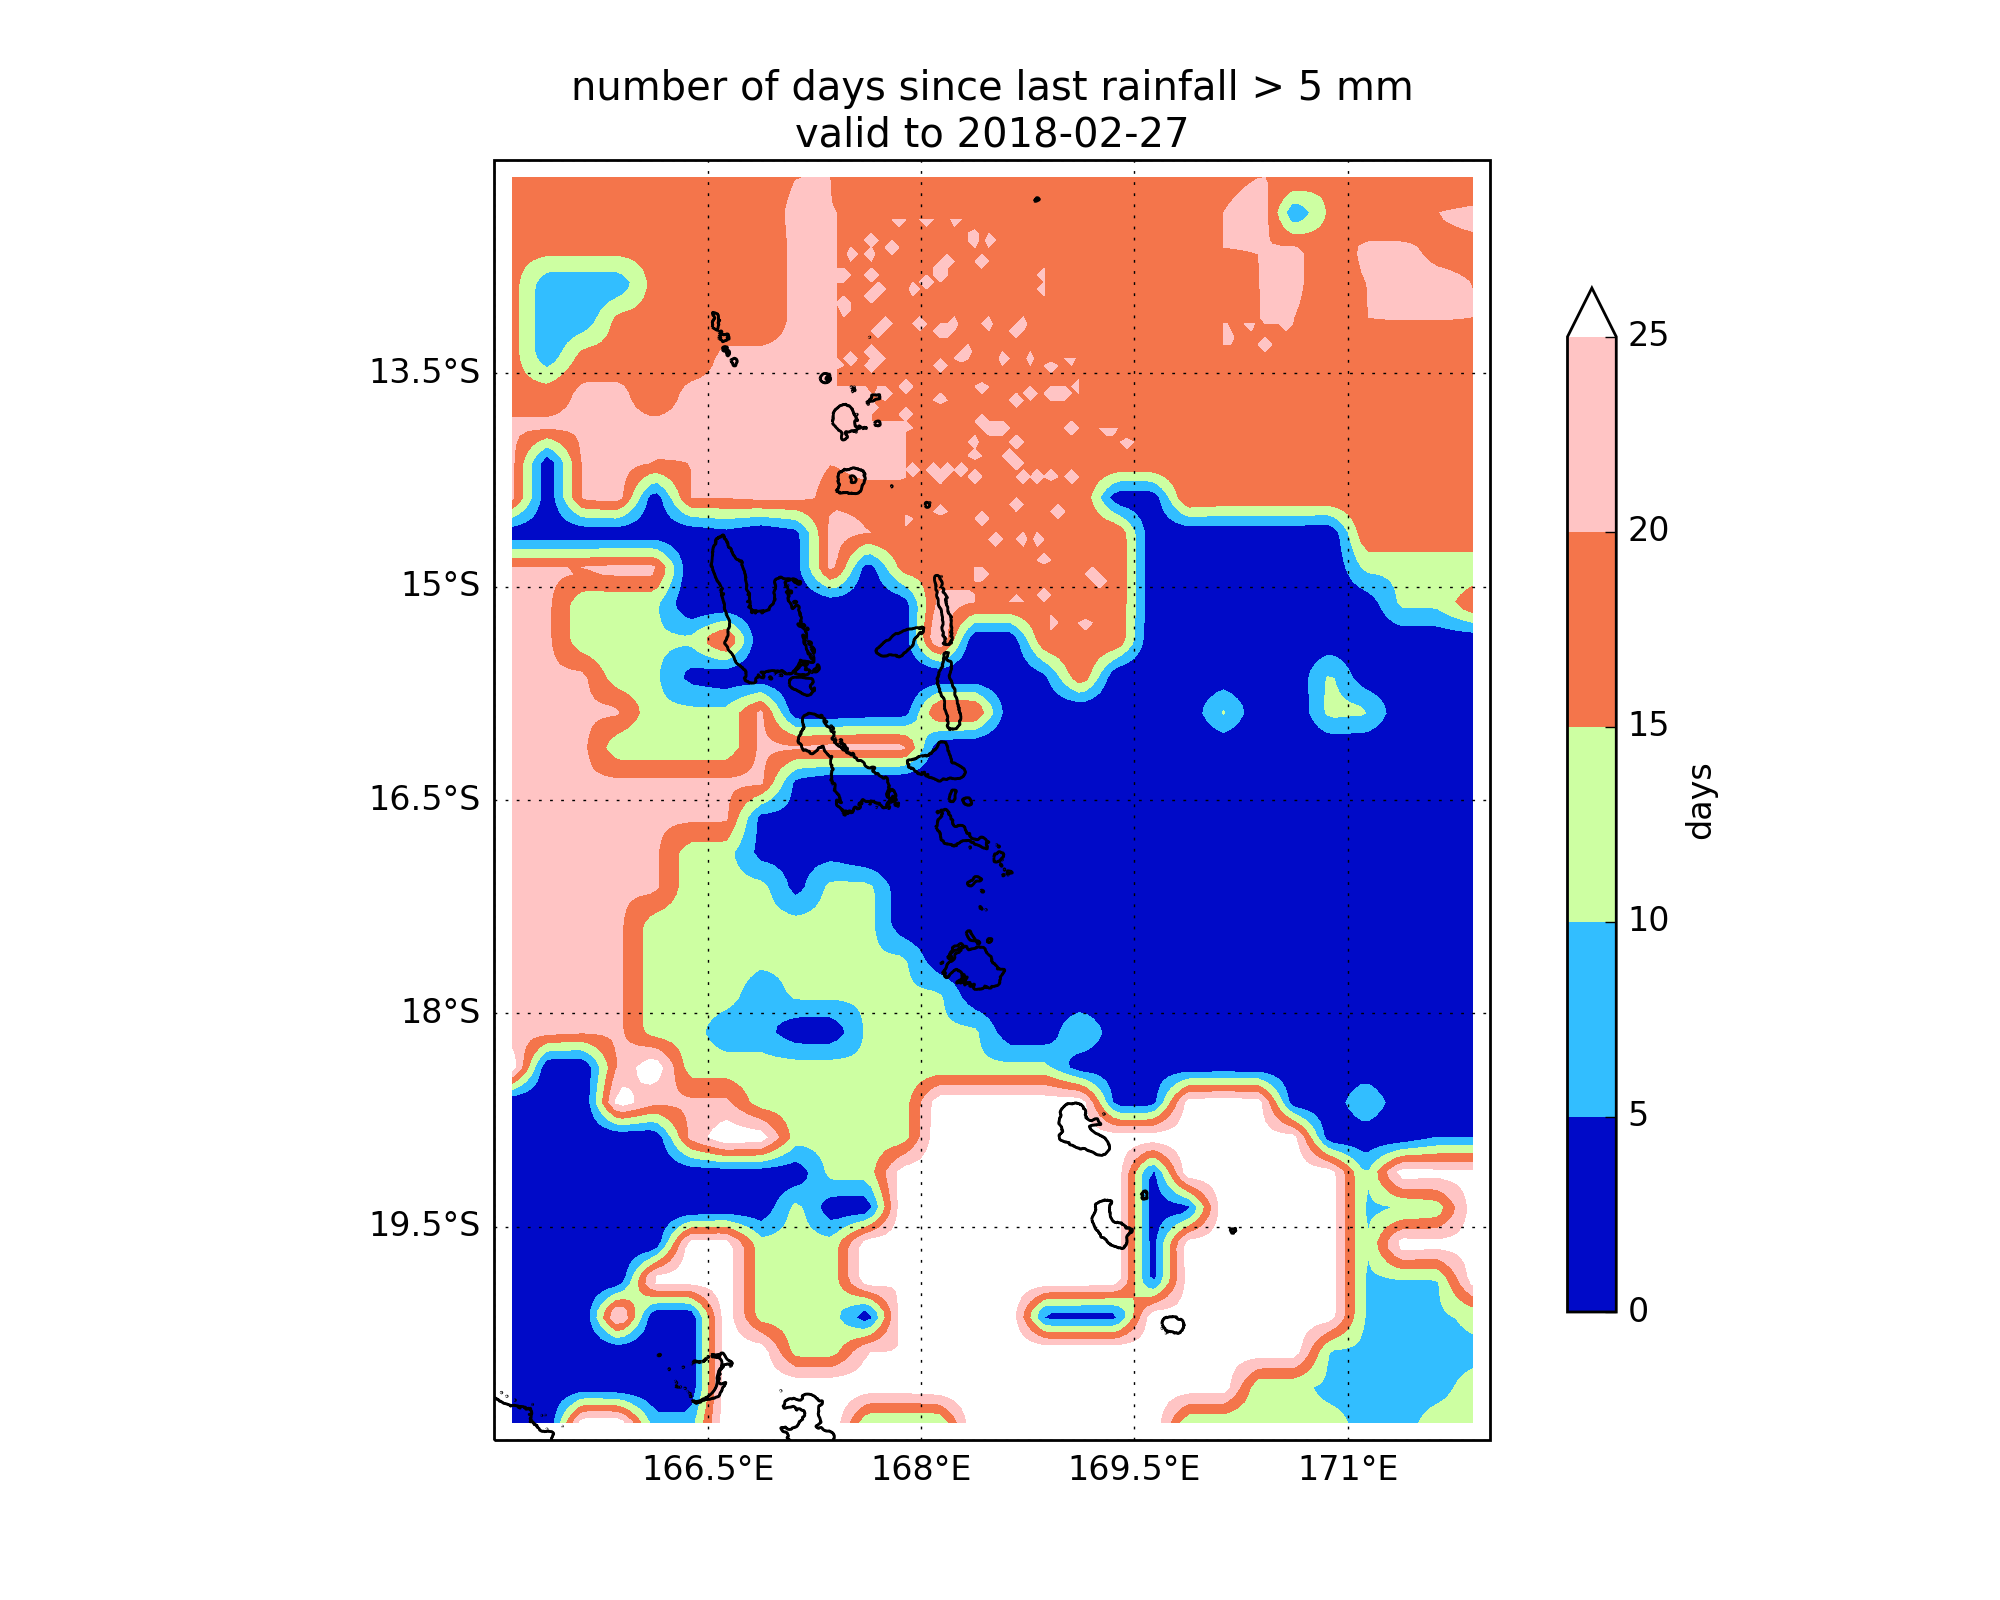 number of days since last rainfall > 5 mm
valid to 2018-02-27
13.5°S
15°S
16.5°S
18°S
19.5°S
166.5°E
168°E
169.5°E
171°E
25
20
15
10
5
0
days